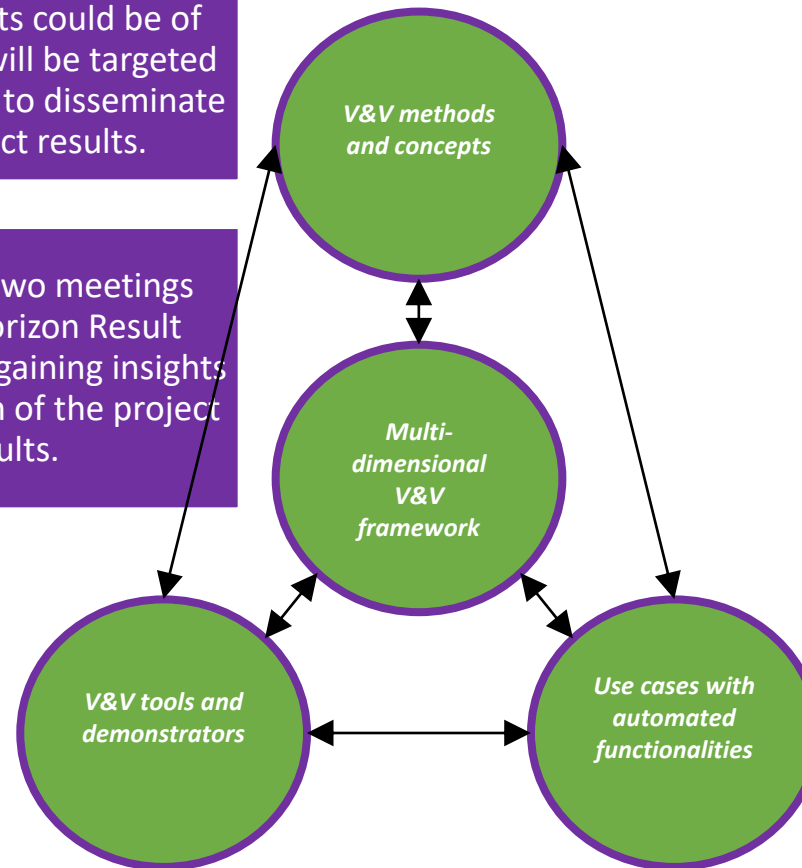 ts could be of
will be targeted
to disseminate
ct results.
wo meetings
orizon Result
gaining insights
n of the project
ults.
V&V methods
and concepts
Multi-
dimensional
V&V
framework
V&V tools and
demonstrators
Use cases with
automated
functionalities